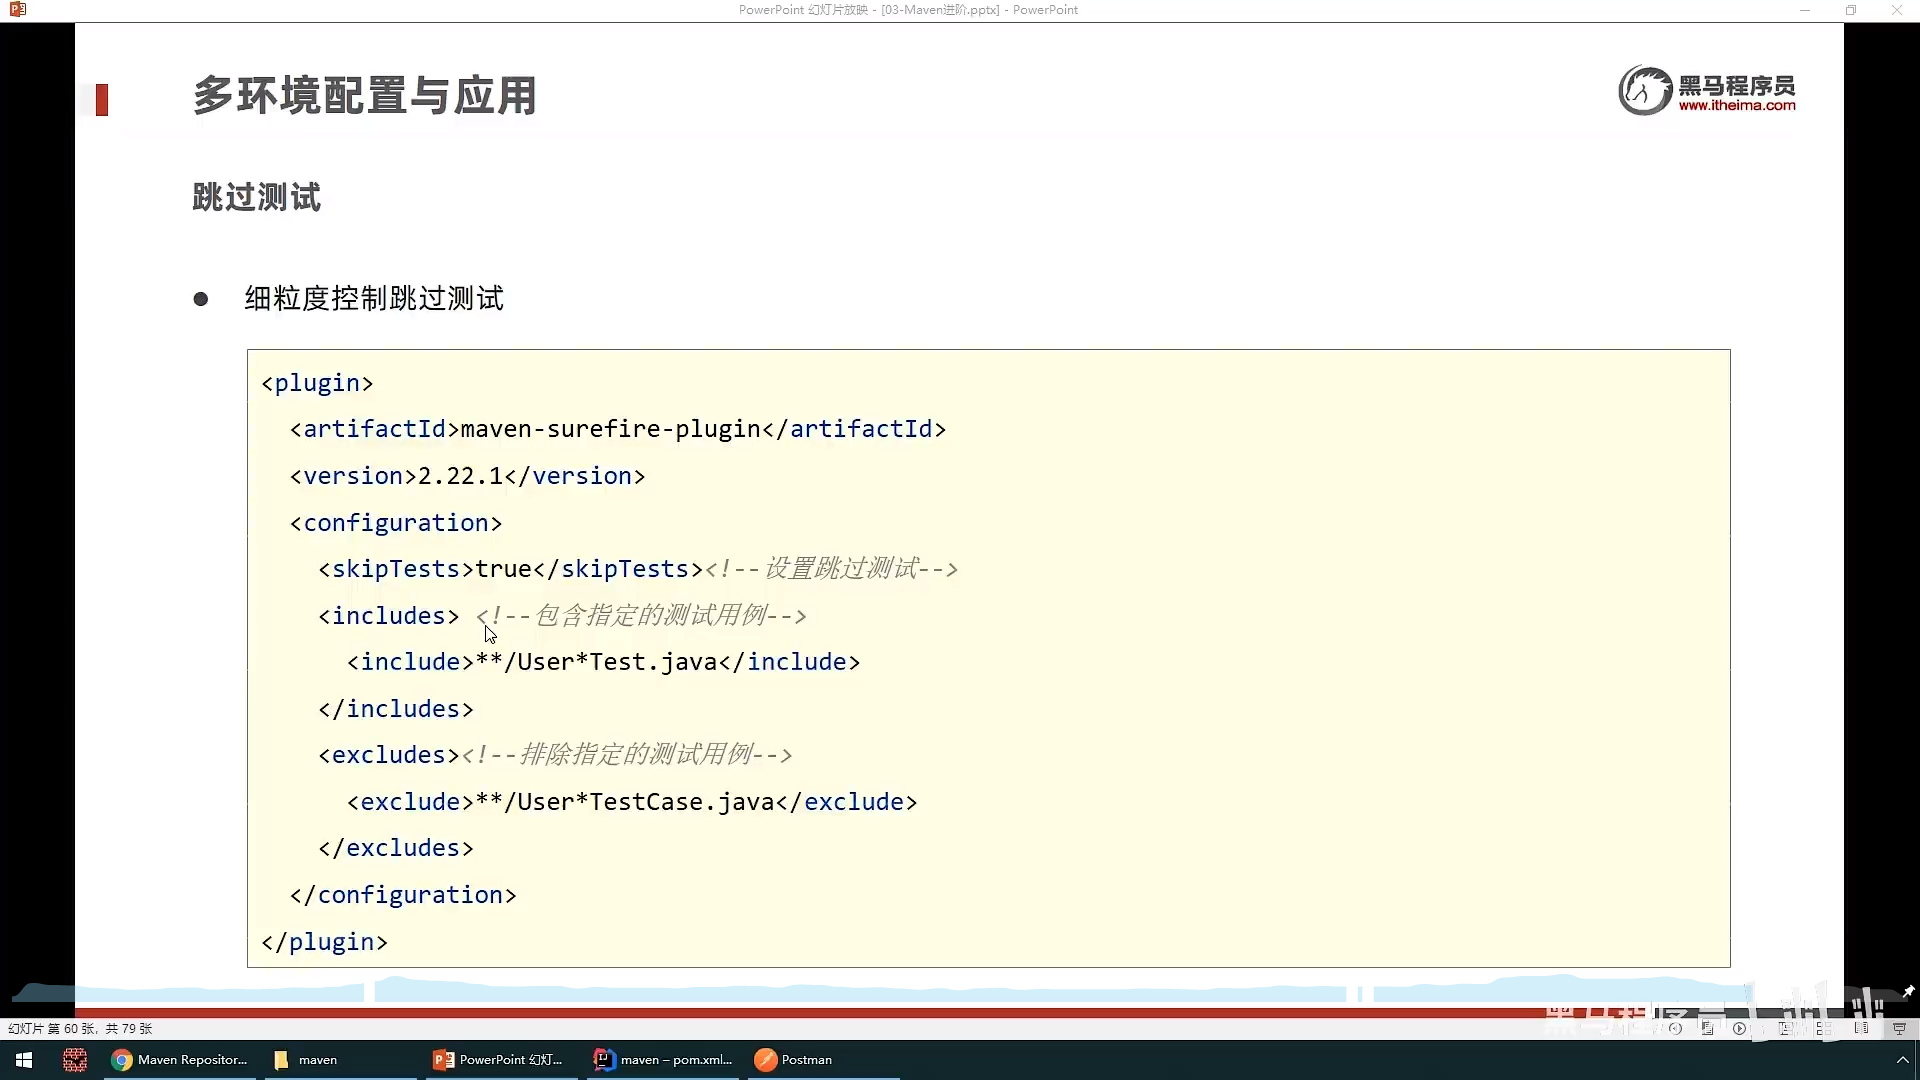 PowerPoint 幻灯片放映 - [03-Maven进阶.pptx] - PowerPoint
多环境配置与应用
黑马程序员
www.itheima.com
跳过测试
● 细粒度控制跳过测试
<plugin>
<artifactId>maven-surefire-plugin</artifactId>
<version>2.22.1</version>
<configuration>
<skipTests>true</skipTests><!--设置跳过测试-->
<includes> <!--包含指定的测试用例-->
<include>**/User*Test.java</include>
</includes>
<excludes><!--排除指定的测试用例-->
<exclude>**/User*TestCase.java</exclude>
</excludes>
</configuration>
</plugin>
黑马程序员
幻灯片 第 60 张，共 79 张
Maven Repositor...
maven
PowerPoint 幻灯...
maven – pom.xml...
Postman